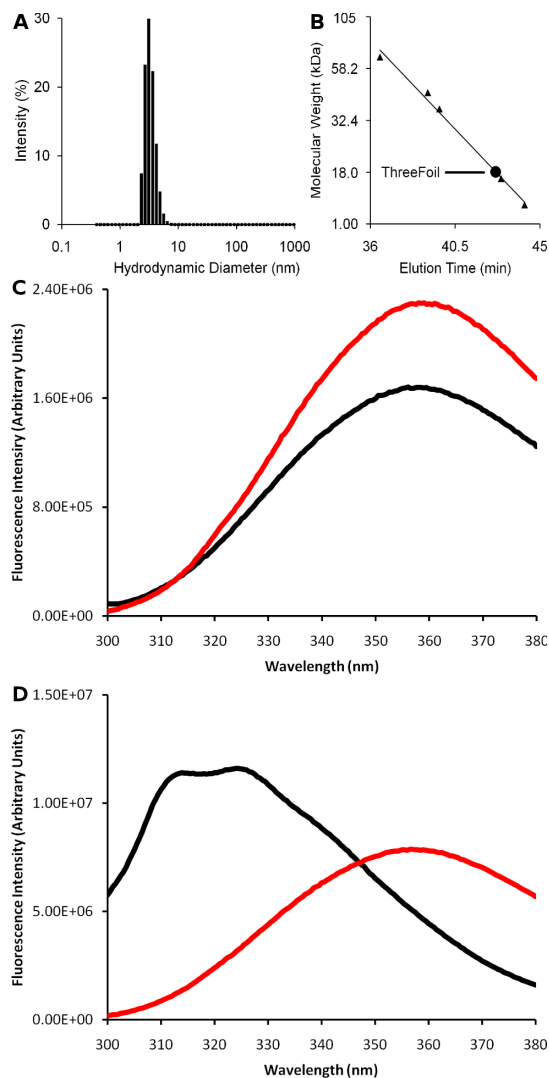 A
Intensity (%)
30
20
10
0
0.1 1 10 100 1000
Hydrodynamic Diameter (nm)
B
Molecular Weight (kDa)
105
58.2
32.4
18.0
1.00
ThreeFoil
36 40.5 45
Elution Time (min)
C
Fluorescence Intensity (Arbitrary Units)
2.40E+06
1.60E+06
8.00E+05
0.00E+00
300 310 320 330 340 350 360 370 380
Wavelength (nm)
D
Fluorescence Intensity (Arbitrary Units)
1.50E+07
1.00E+07
5.00E+06
0.00E+00
300 310 320 330 340 350 360 370 380
Wavelength (nm)